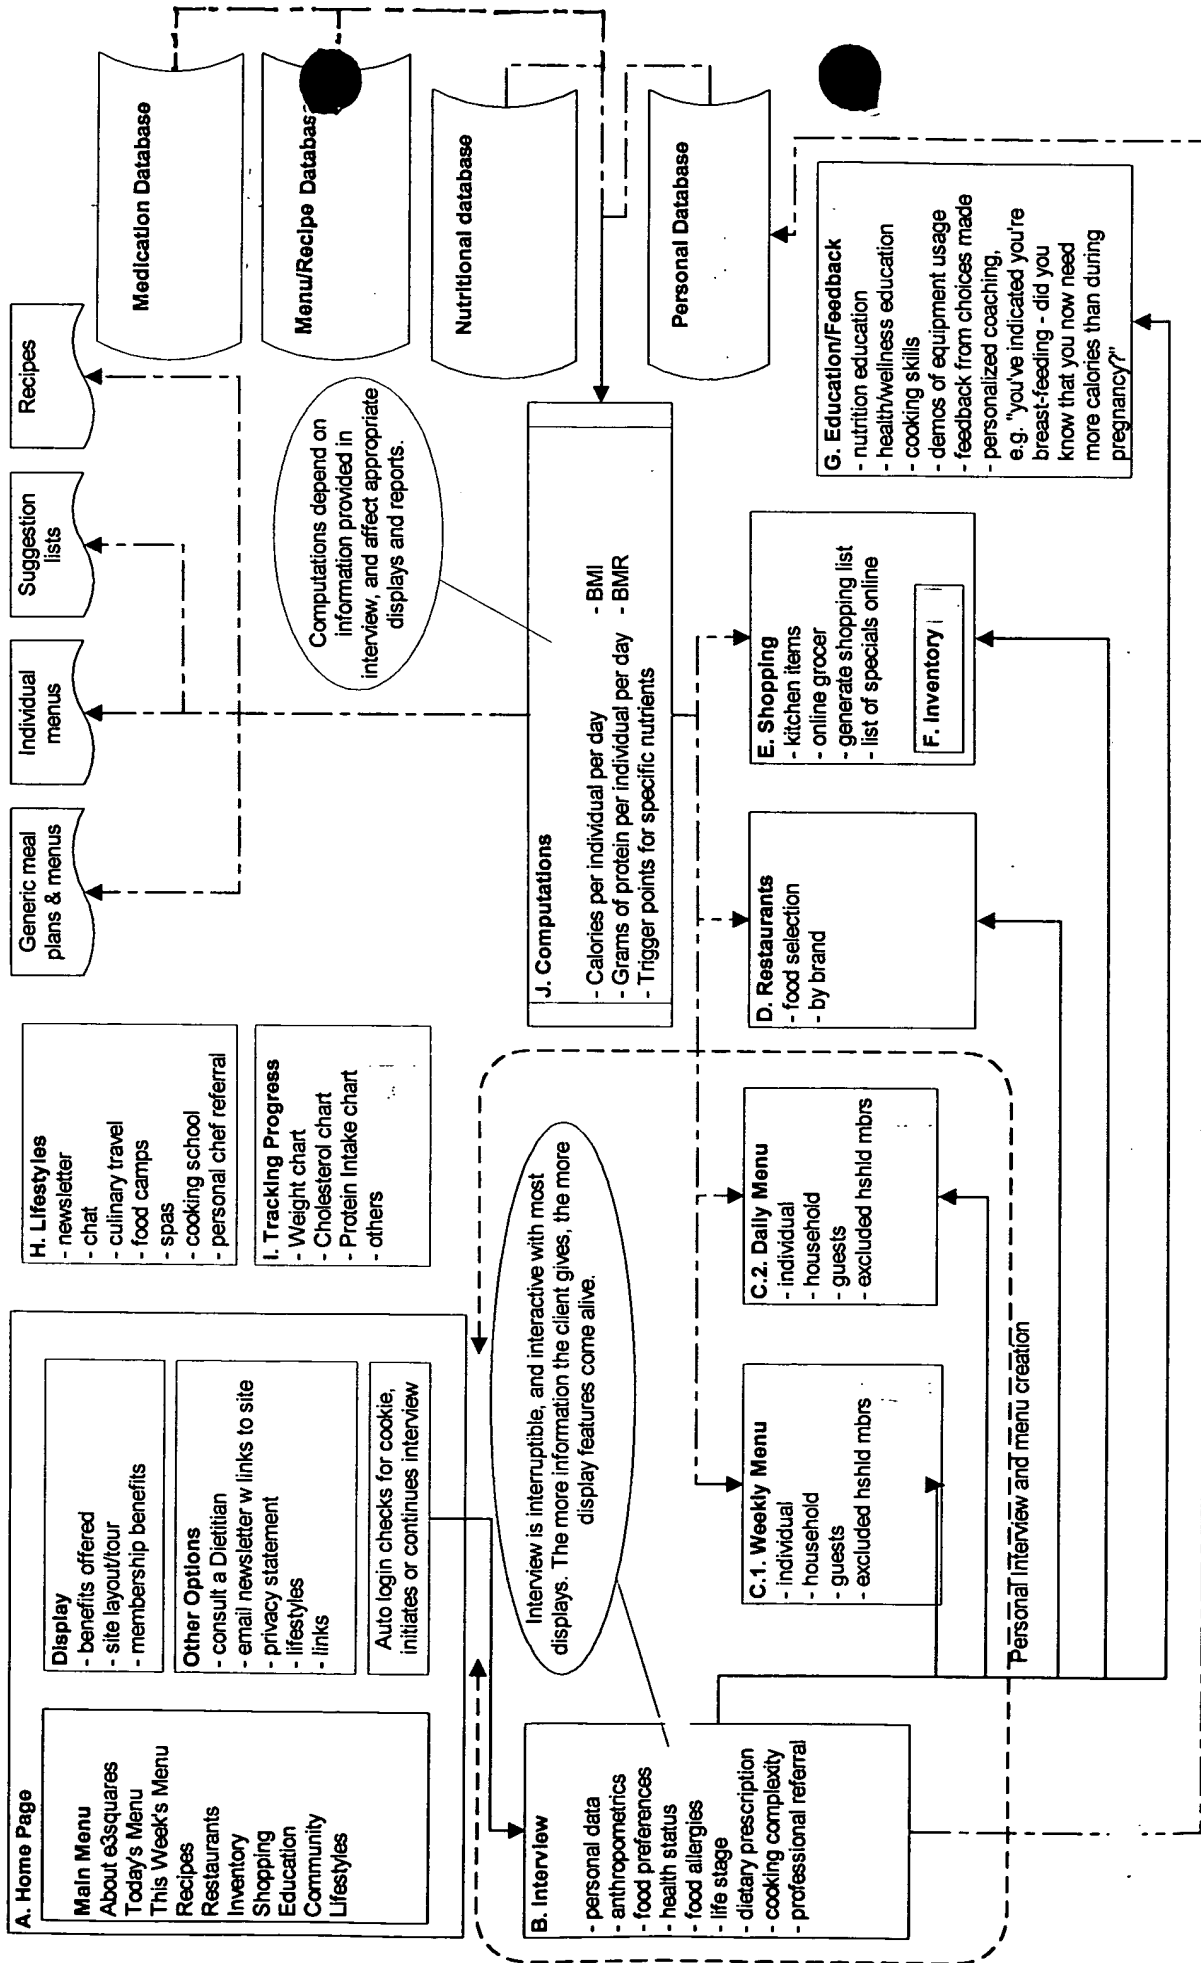 A. Home Page
Main Menu
About e3squares
Today's Menu
This Week's Menu
Recipes
Restaurants
Inventory
Shopping
Education
Community
Lifestyles
Display
- benefits offered
- site layout/tour
- membership benefits
Other Options
- consult a Dietitian
- email newsletter w links to site
- privacy statement
- lifestyles
- links
Auto login checks for cookie,
initiates or continues interview
H. Lifestyles
- newsletter
- chat
- culinary travel
- food camps
- spas
- cooking school
- personal chef referral
I. Tracking Progress
- Weight chart
- Cholesterol chart
- Protein Intake chart
- others
Generic meal
plans & menus
Individual
menus
Suggestion
lists
Recipes
Medication Database
Menu/Recipe Databas
Nutritional database
Personal Database
Computations depend on
information provided in
interview, and affect appropriate
displays and reports.
Interview is interruptible, and interactive with most
displays. The more information the client gives, the more
display features come alive.
J. Computations
- Calories per individual per day - BMI
- Grams of protein per individual per day - BMR
- Trigger points for specific nutrients
B. Interview
- personal data
- anthropometrics
- food preferences
- health status
- food allergies
- life stage
- dietary prescription
- cooking complexity
- professional referral
C.1. Weekly Menu
- individual
- household
- guests
- excluded hshld mbrs
C.2. Daily Menu
- individual
- household
- guests
- excluded hshld mbrs
D. Restaurants
- food selection
- by brand
E. Shopping
- kitchen items
- online grocer
- generate shopping list
- list of specials online
F. Inventory
G. Education/Feedback
- nutrition education
- health/wellness education
- cooking skills
- demos of equipment usage
- feedback from choices made
- personalized coaching,
e.g. "you've indicated you're
breast-feeding - did you
know that you now need
more calories than during
pregnancy?"
Personal Interview and menu creation